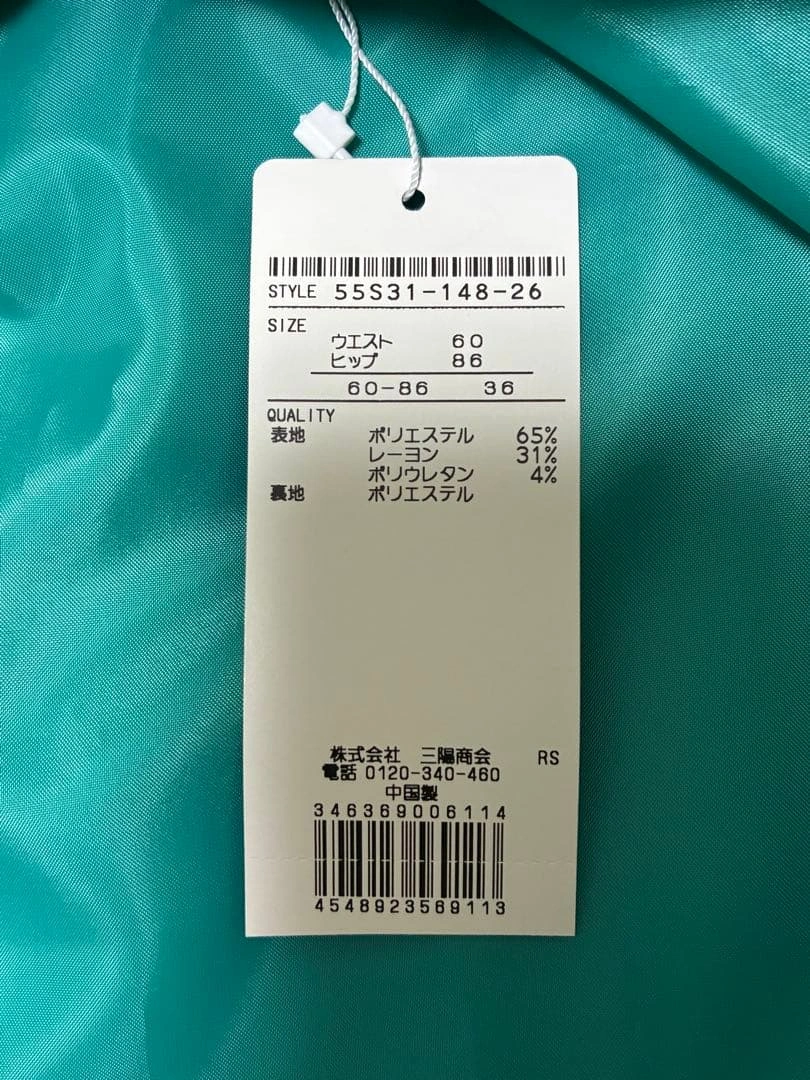 STYLE 55S31-148-26
SIZE
ウエスト 60
ヒップ 86
60-86 36
QUALITY
表地 ポリエステル 65%
レーヨン 31%
ポリウレタン 4%
裏地 ポリエステル
株式会社 三陽商会 RS
電話 0120-340-460
中国製
346369006114
4548923569113